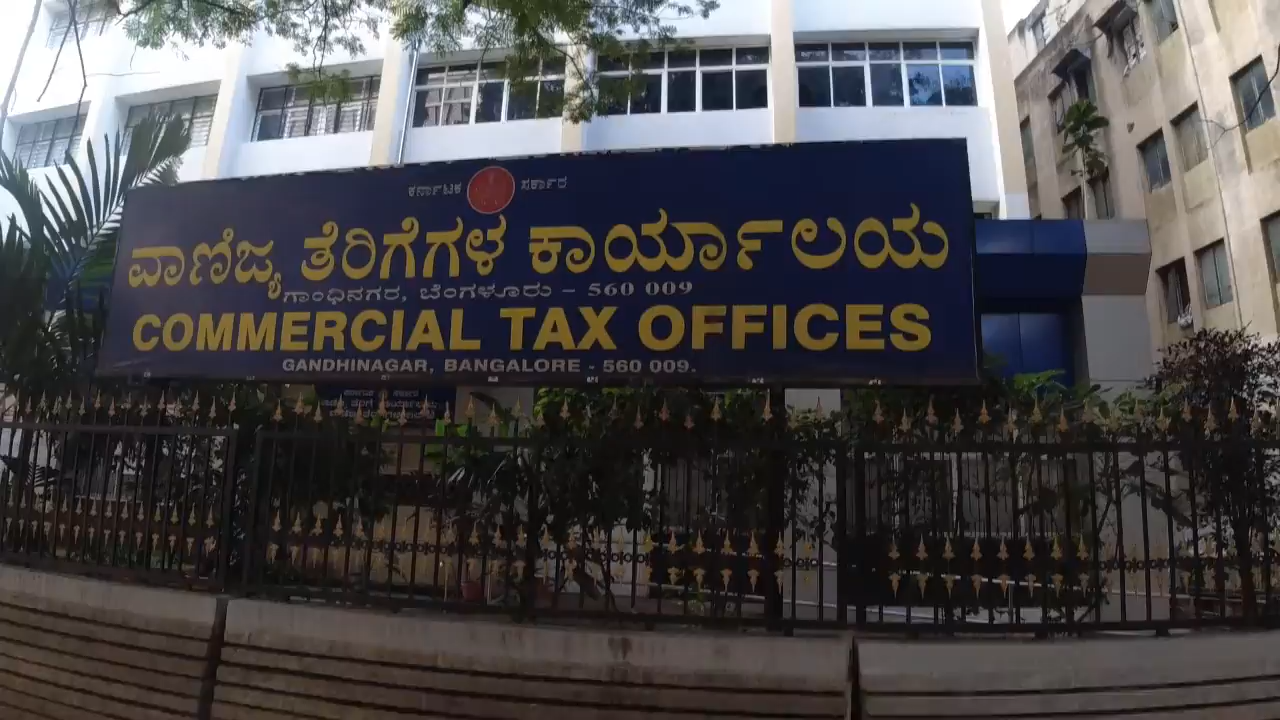 ಕರ್ನಾಟಕ ಸರ್ಕಾರ
ವಾಣಿಜ್ಯ ತೆರಿಗೆಗಳ ಕಾರ್ಯಾಲಯ
ಗಾಂಧಿನಗರ, ಬೆಂಗಳೂರು – 560 009
COMMERCIAL TAX OFFICES
GANDHINAGAR, BANGALORE - 560 009.